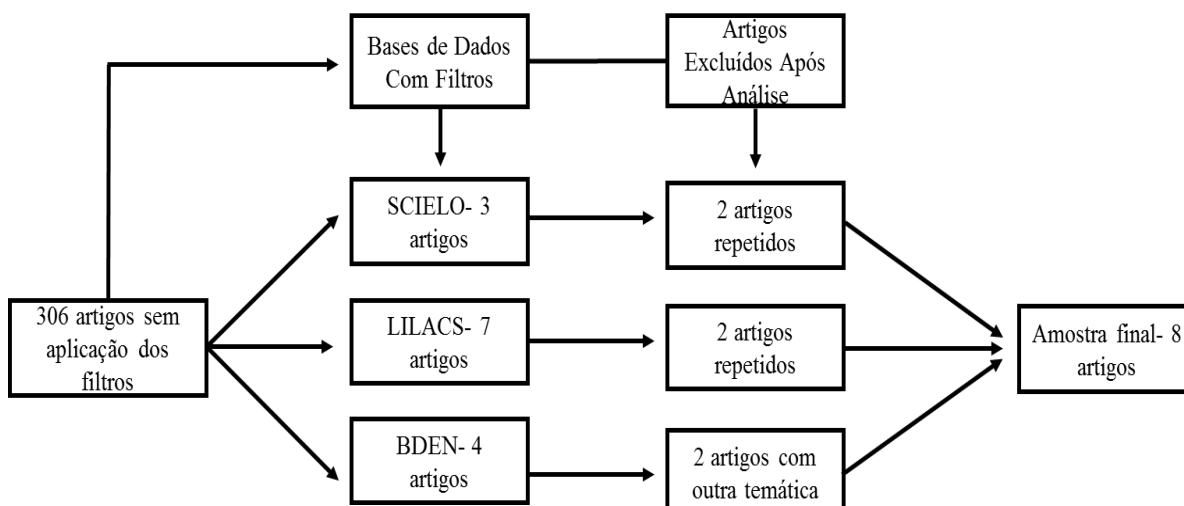 Bases de Dados
Com Filtros
Artigos
Excluídos Após
Análise
SCIELO- 3
artigos
2 artigos
repetidos
306 artigos sem
aplicação dos
filtros
LILACS- 7
artigos
2 artigos
repetidos
Amostra final- 8
artigos
BDEN- 4
artigos
2 artigos com
outra temática